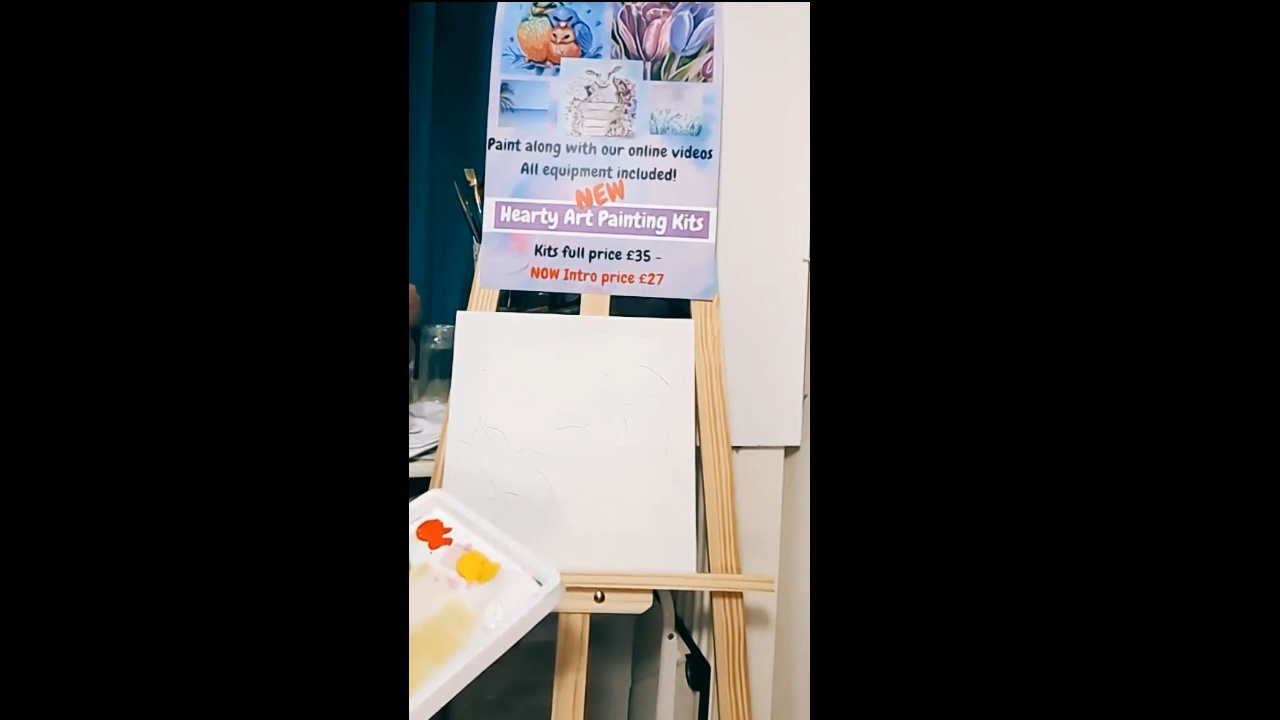 Paint along with our online videos
All equipment included!
NEW
Hearty Art Painting Kits
Kits full price £35 -
NOW Intro price £27